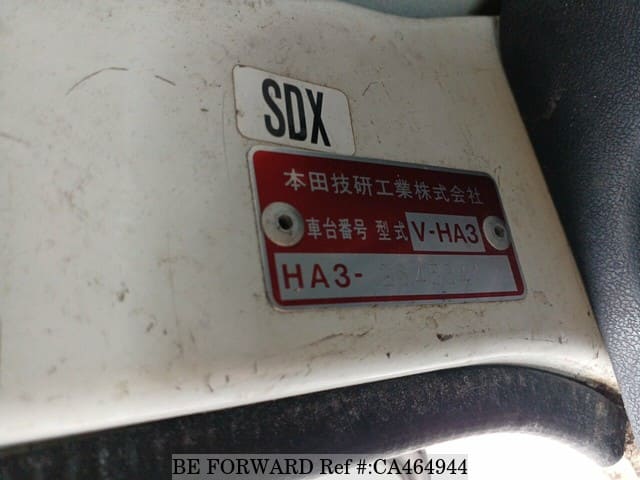 SDX
本田技研工業株式会社
車台番号 型式 V-HA3
HA3-
BE FORWARD Ref #:CA464944